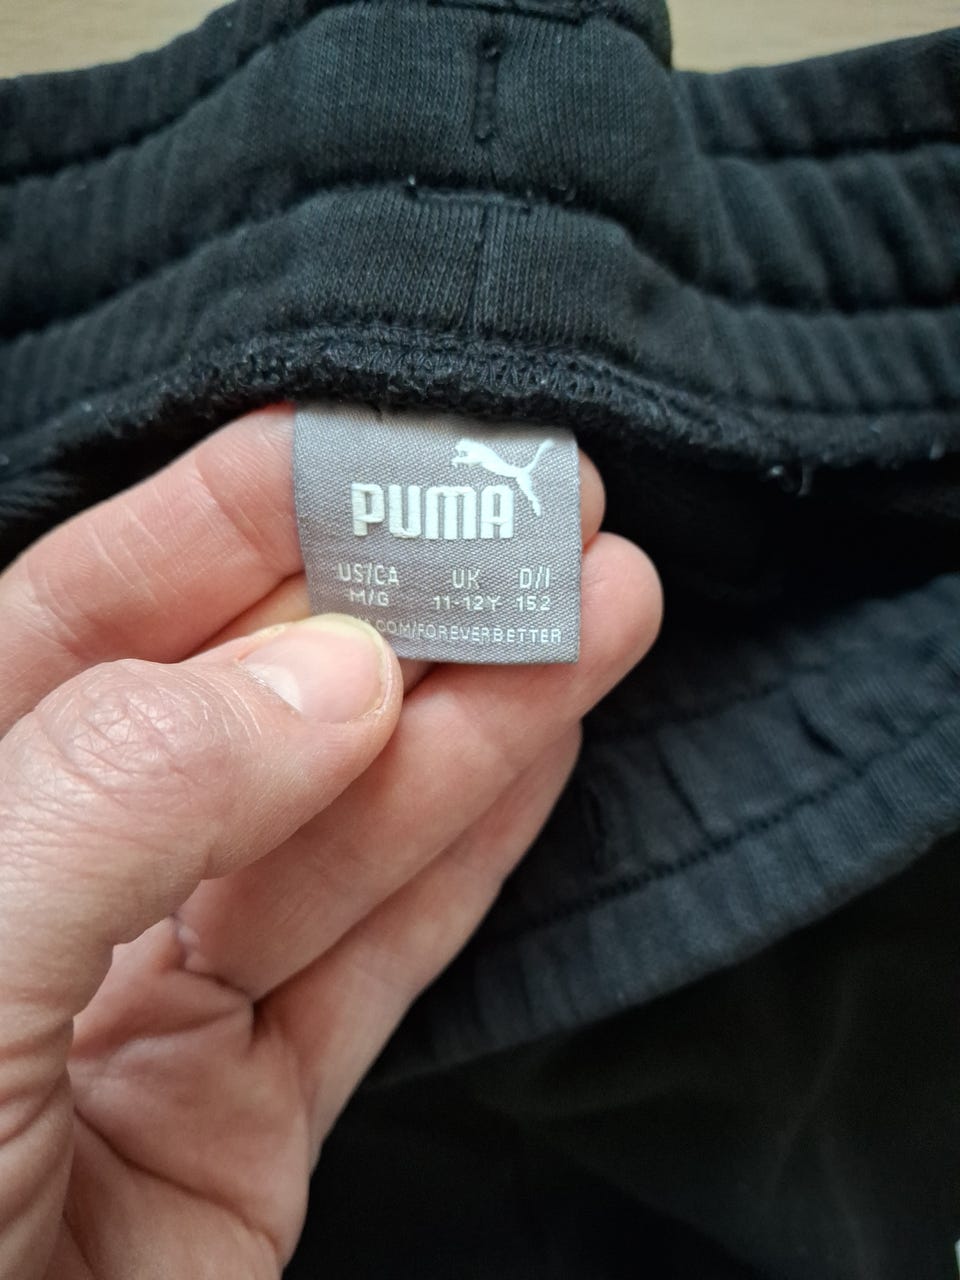 PUMA
US/CA UK D/I
M/G 11-12Y 152
.COM/FOREVERBETTER